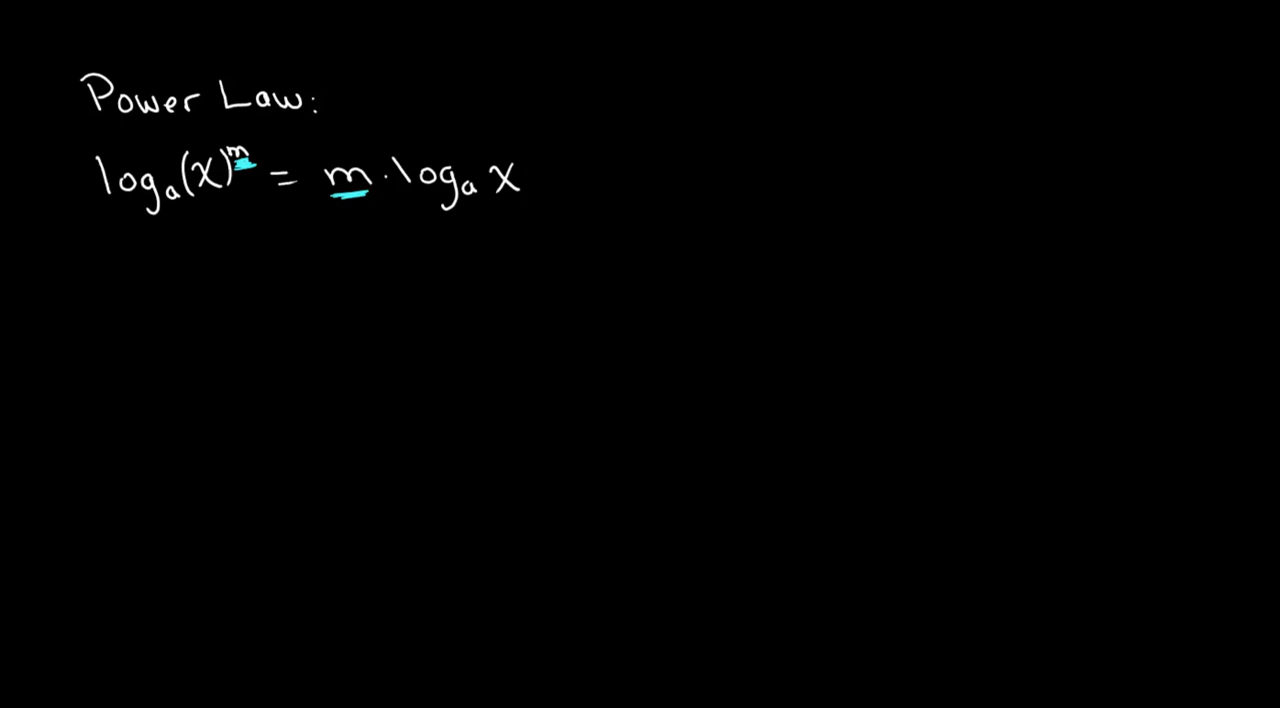 Power Law:
logₐ(x)ᵐ = m · logₐ x